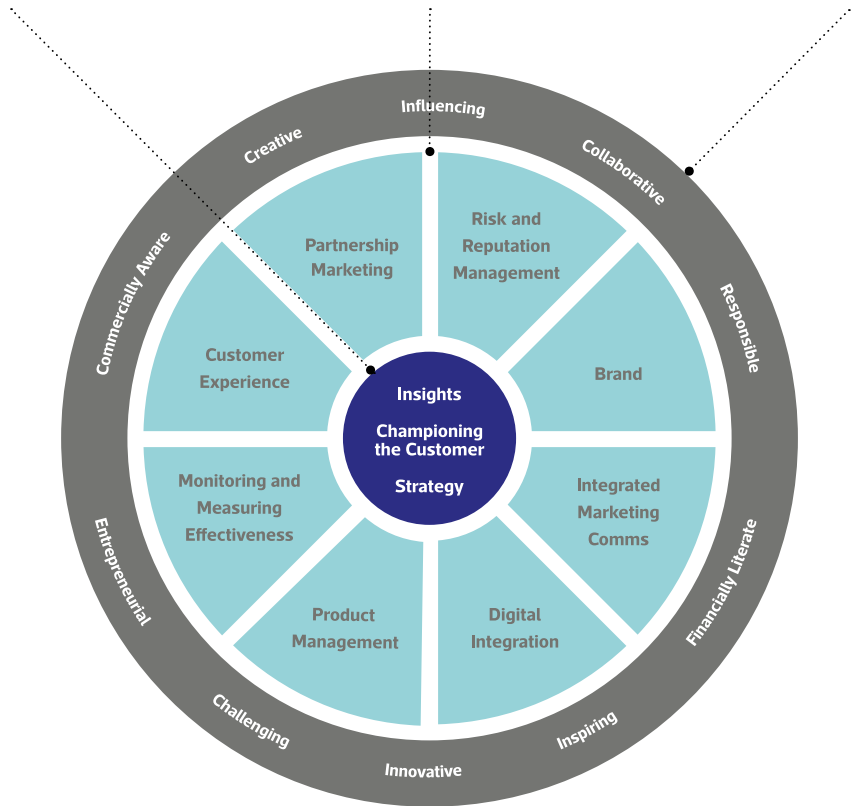 Influencing
Collaborative
Responsible
Financially Literate
Inspiring
Innovative
Challenging
Entrepreneurial
Commercially Aware
Creative
Risk and
Reputation
Management
Brand
Integrated
Marketing
Comms
Digital
Integration
Product
Management
Monitoring and
Measuring
Effectiveness
Customer
Experience
Partnership
Marketing
Insights
Championing
the Customer
Strategy